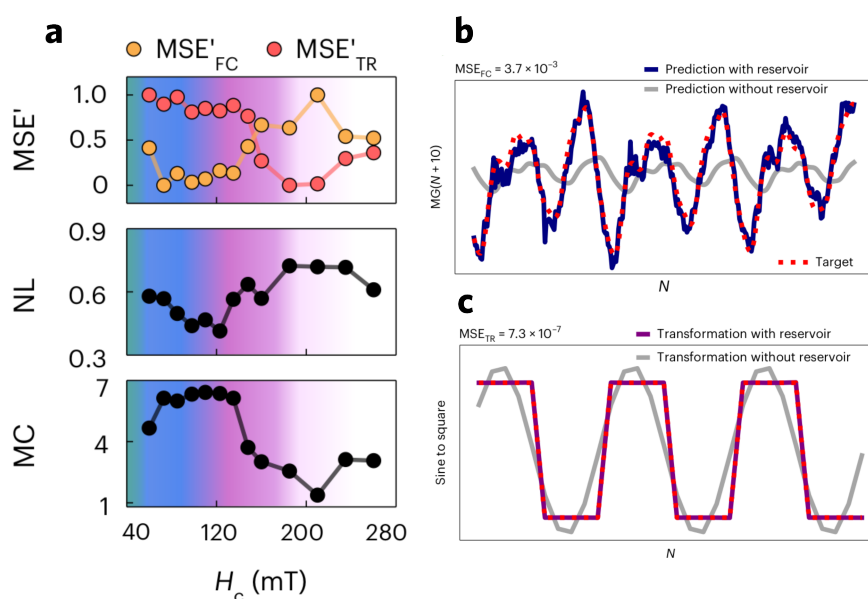 a
MSE'FC
MSE'TR
MSE'
1.0
0.5
0
NL
0.9
0.6
0.3
MC
7
4
1
40
120
200
280
Hc (mT)
b
MSEFC = 3.7 × 10−3
Prediction with reservoir
Prediction without reservoir
MG(N + 10)
Target
N
c
MSETR = 7.3 × 10−7
Transformation with reservoir
Transformation without reservoir
Sine to square
N